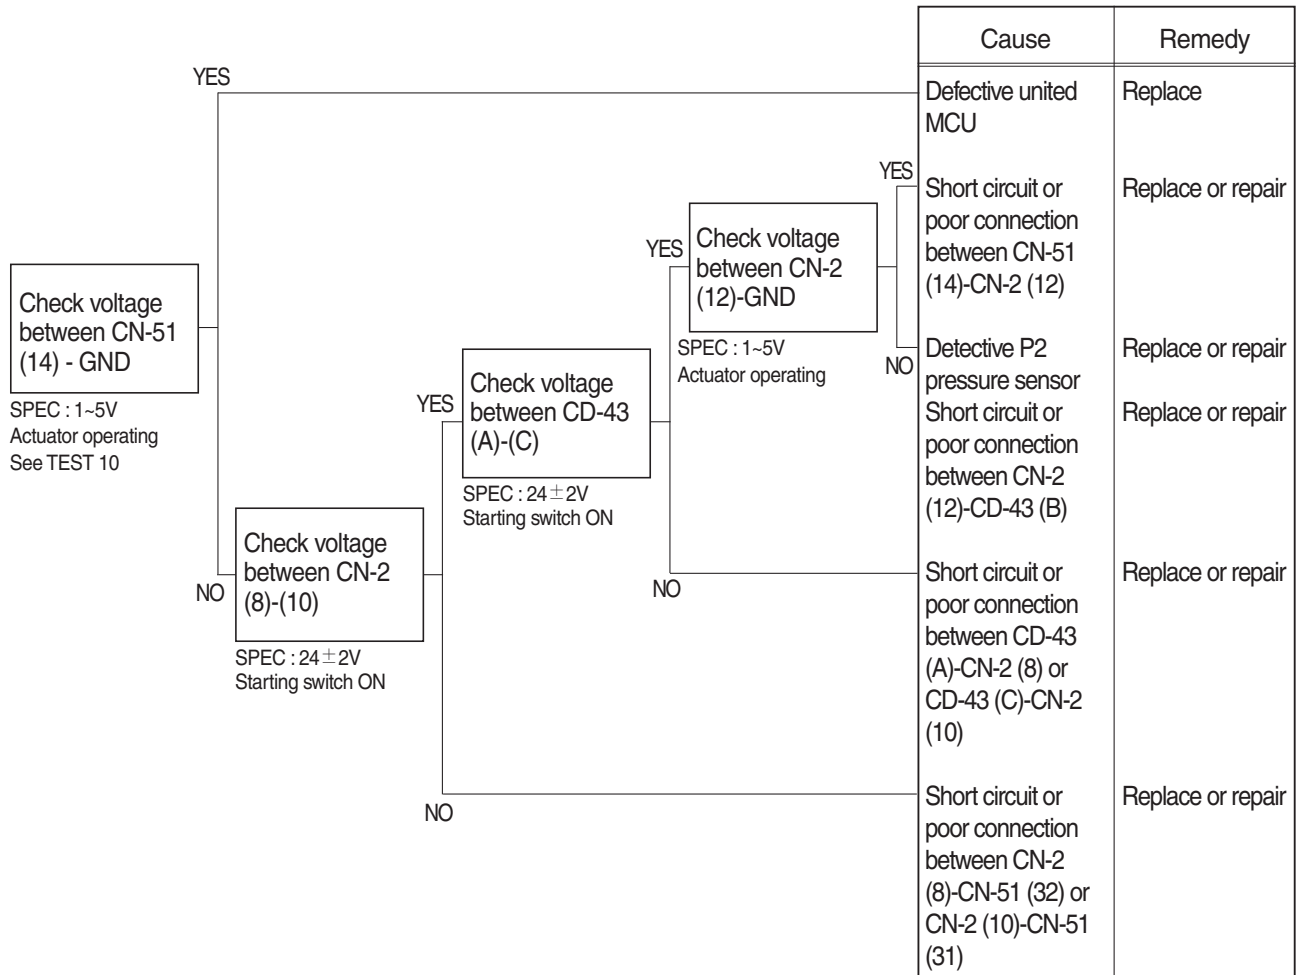 Cause
Remedy
YES
Defective united
MCU
Replace
YES
Short circuit or
poor connection
between CN-51
(14)-CN-2 (12)
Replace or repair
YES
Check voltage
between CN-2
(12)-GND
SPEC : 1~5V
Actuator operating
NO
Detective P2
pressure sensor
Replace or repair
Short circuit or
poor connection
between CN-2
(12)-CD-43 (B)
Replace or repair
Check voltage
between CN-51
(14) - GND
SPEC : 1~5V
Actuator operating
See TEST 10
YES
Check voltage
between CD-43
(A)-(C)
SPEC : 24±2V
Starting switch ON
NO
Short circuit or
poor connection
between CD-43
(A)-CN-2 (8) or
CD-43 (C)-CN-2
(10)
Replace or repair
NO
Check voltage
between CN-2
(8)-(10)
SPEC : 24±2V
Starting switch ON
NO
Short circuit or
poor connection
between CN-2
(8)-CN-51 (32) or
CN-2 (10)-CN-51
(31)
Replace or repair